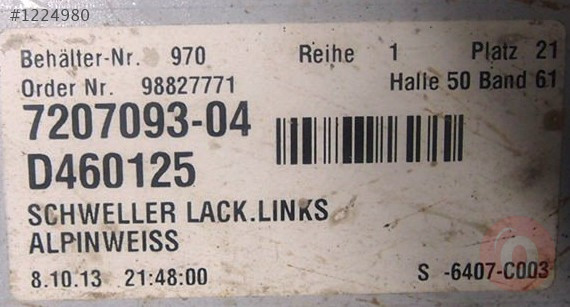 #1224980
Behälter-Nr. 970 Reihe 1 Platz 21
Order Nr. 98827771 Halle 50 Band 61
7207093-04
D460125
SCHWELLER LACK.LINKS
ALPINWEISS
8.10.13 21:48:00 S -6407-C003